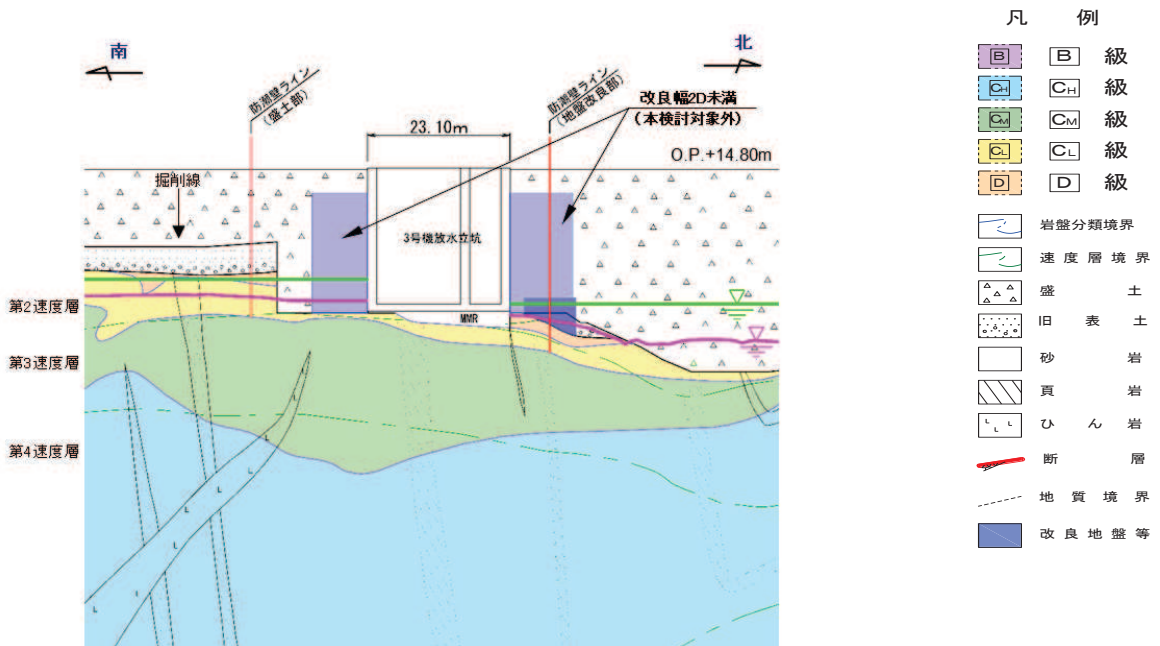 南
北
防潮壁ライン
(盛土部)
防潮壁ライン
(地盤改良部)
改良幅2D未満
(本検討対象外)
23.10m
O.P.+14.80m
掘削線
3号機放水立坑
MMR
第2速度層
第3速度層
第4速度層
L
L
L
L
L
L
L
凡 例
B B 級
CH CH 級
CM CM 級
CL CL 級
D D 級
岩盤分類境界
速度層境界
盛 土
旧表土
砂 岩
頁 岩
L L L ひん岩
断 層
地質境界
改良地盤等